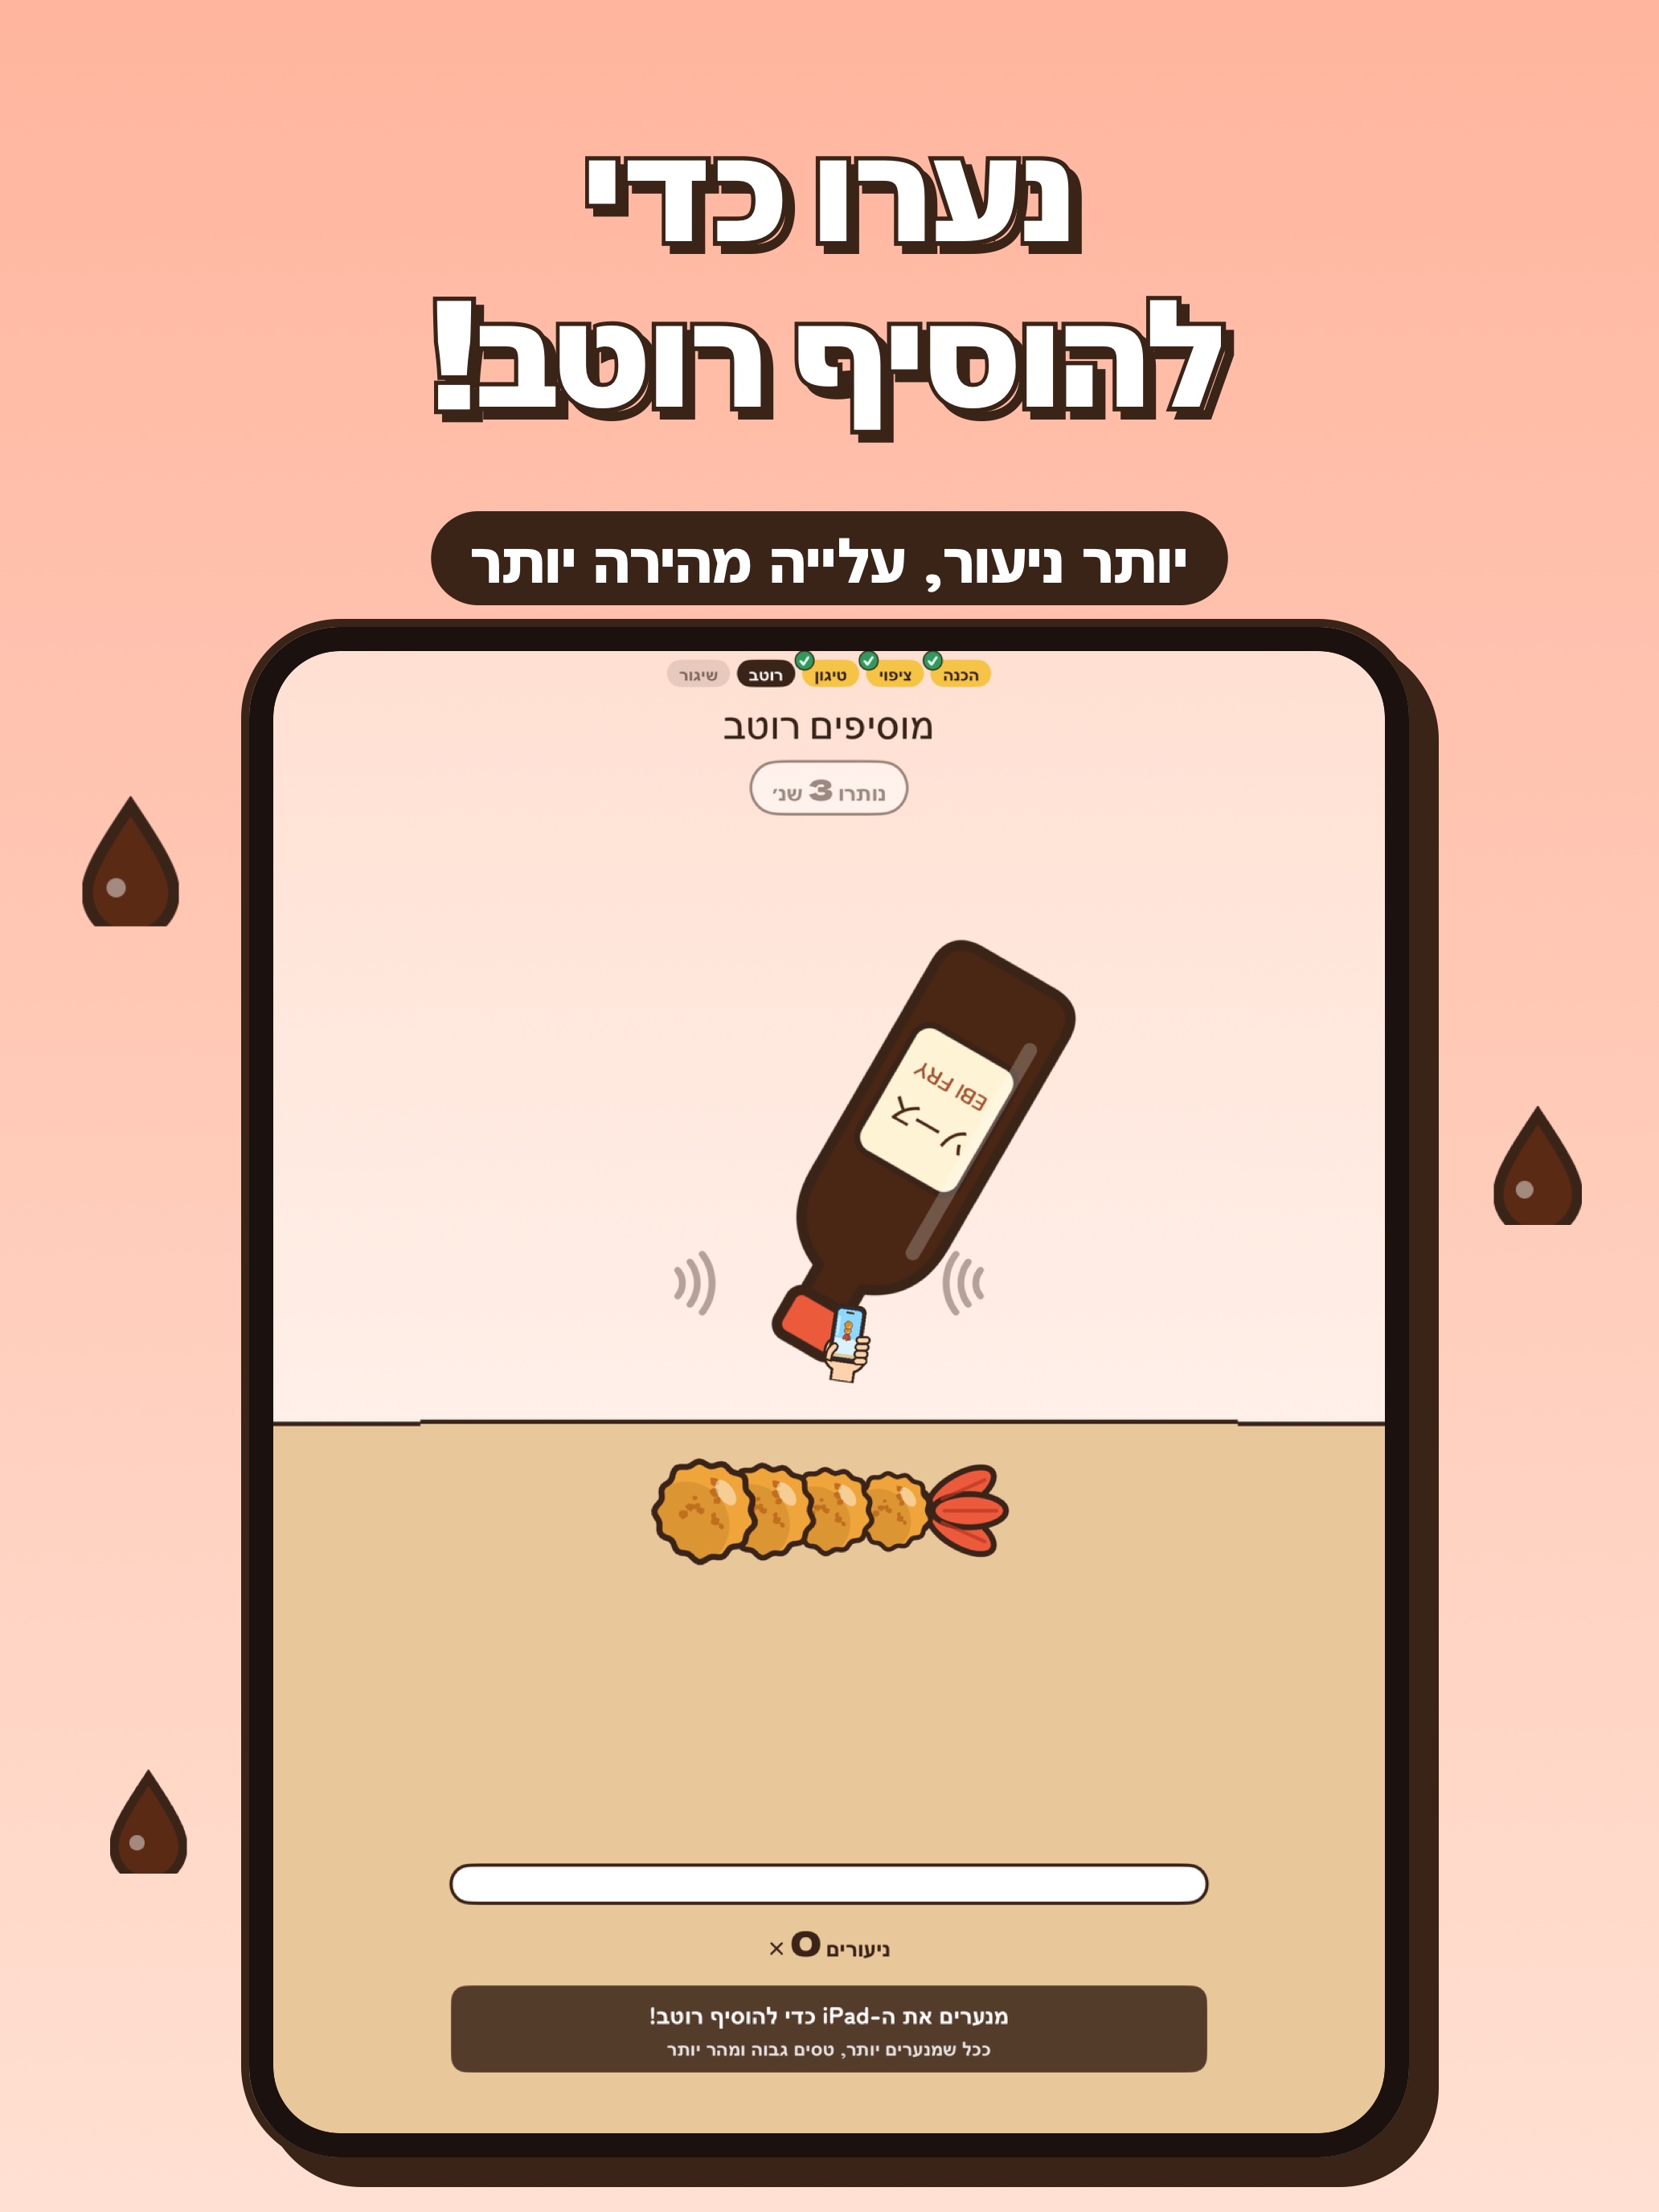 נערו כדי
להוסיף רוטב!
יותר ניעור, עלייה מהירה יותר
הכנה ציפוי טיגון רוטב שיגור
מוסיפים רוטב
נותרו 3 שנ׳
EBI FRY
ソース
ניעורים 0 ×
מנערים את ה-iPad כדי להוסיף רוטב!
ככל שמנערים יותר, טסים גבוה ומהר יותר